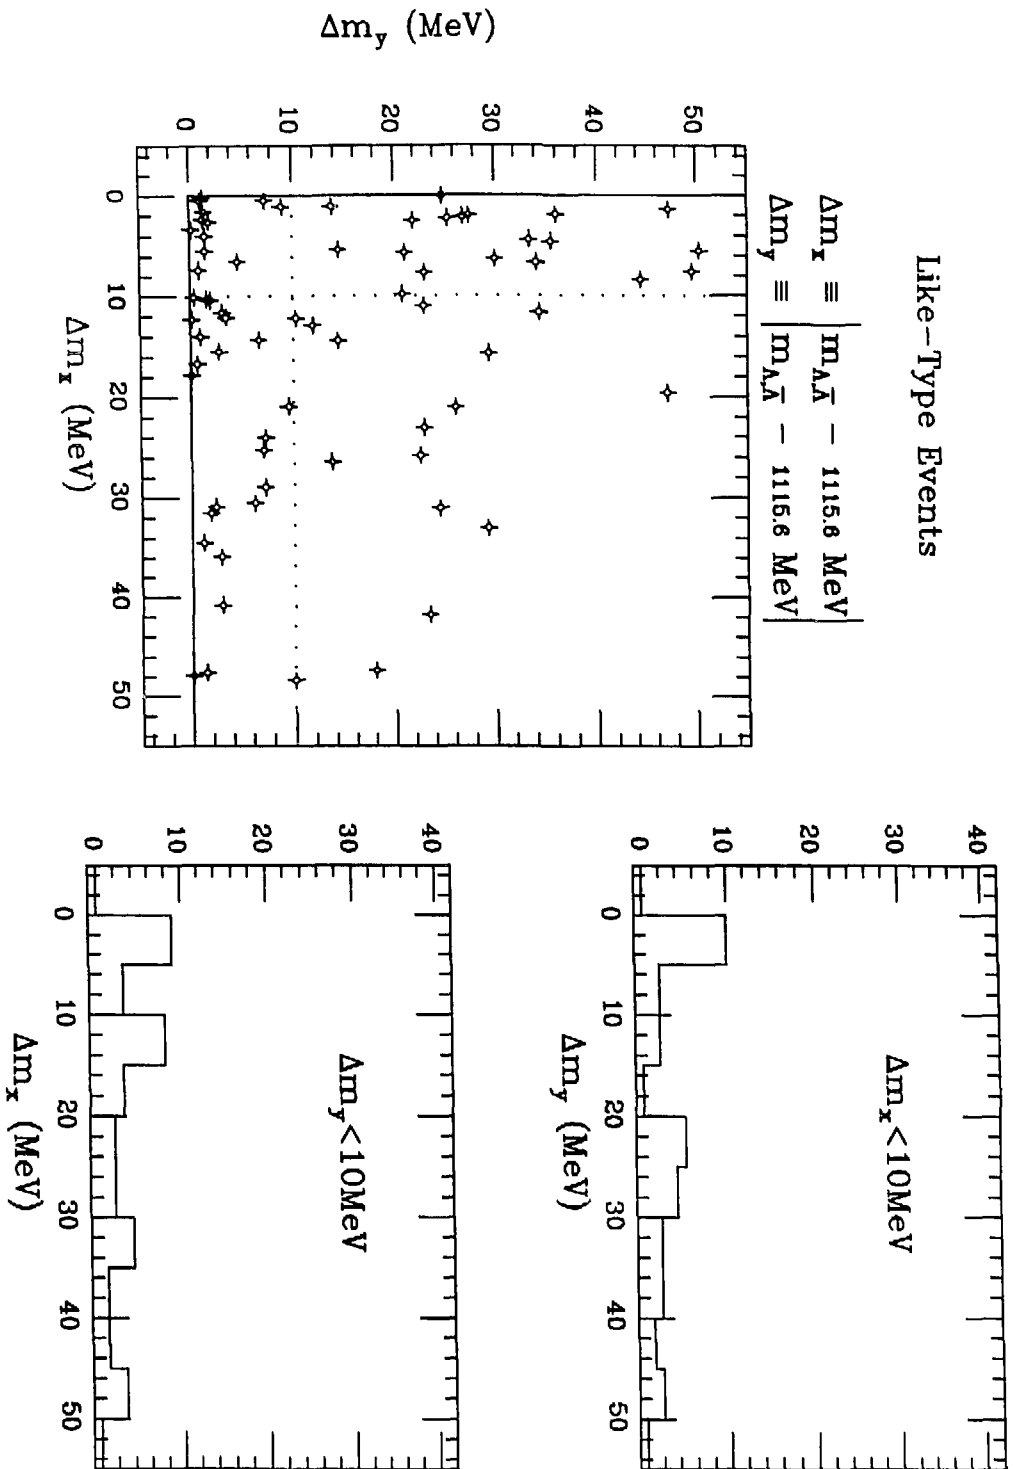 Like-Type Events
Δm_x ≡ |m_Λ,Λ̄ - 1115.6 MeV|
Δm_y ≡ |m_Λ,Λ̄ - 1115.6 MeV|
Δm_y (MeV)
0 10 20 30 40 50
0 10 20 30 40 50
Δm_x (MeV)
0 10 20 30 40
Δm_x<10MeV
0 10 20 30 40 50
Δm_y (MeV)
0 10 20 30 40
Δm_y<10MeV
0 10 20 30 40 50
Δm_x (MeV)